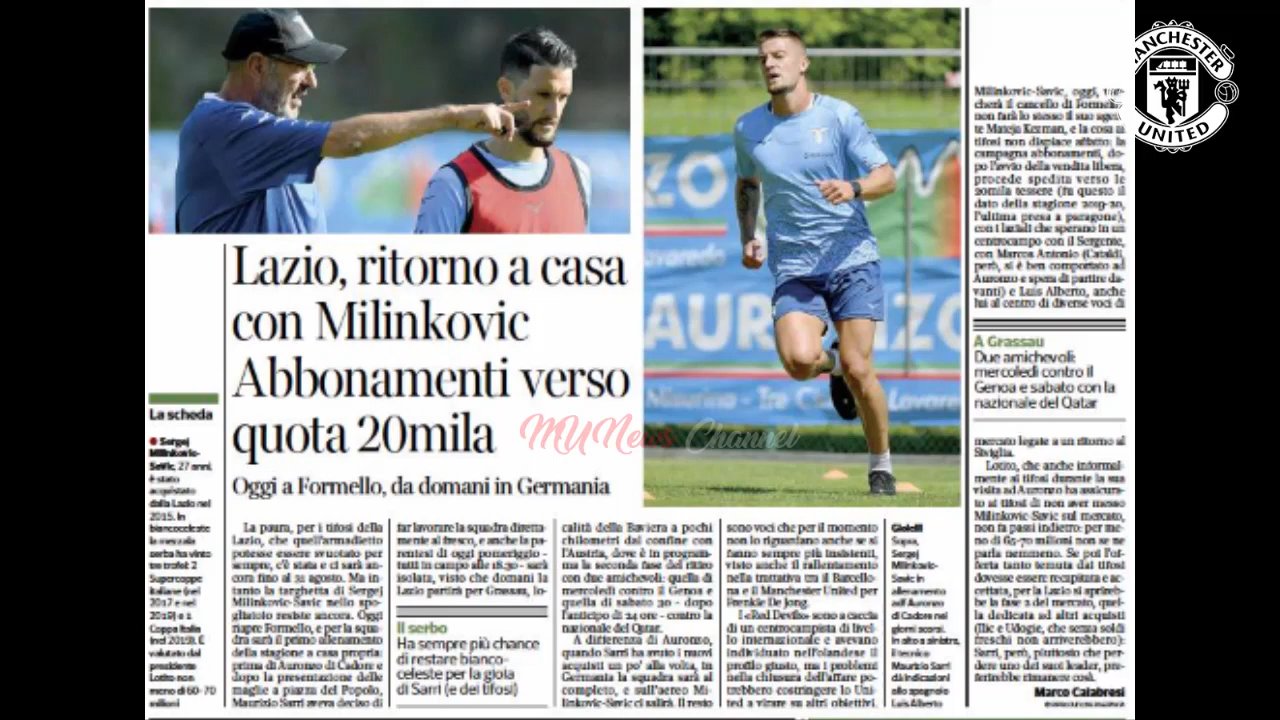 Lazio, ritorno a casa
con Milinkovic
Abbonamenti verso
quota 20mila
Oggi a Formello, da domani in Germania
La scheda
● Sergej
Milinkovic-
Savic, 27 anni,
è stato
acquistato
dalla Lazio nel
2015. In
biancoceleste
la mezzala
serba ha vinto
tre trofei: 2
Supercoppe
italiane (nel
2017 e nel
2019) e 1
Coppa Italia
valutato dal
presidente
Lotito non
meno di 60-70
milioni
La paura, per i tifosi della
Lazio, che quell'armadietto
potesse essere svuotato per
sempre, c'è stata e ci sarà an-
cora fino al 31 agosto. Ma in-
tanto la targhetta di Sergej
Milinkovic-Savic nello spo-
gliatoio resiste ancora. Oggi
riapre Formello, e per la squa-
dra sarà il primo allenamento
della stagione a casa propria:
prima di Auronzo di Cadore e
dopo la presentazione delle
maglie a piazza del Popolo,
Maurizio Sarri aveva deciso di
far lavorare la squadra diretta-
mente al fresco, e anche la pa-
rentesi di oggi pomeriggio -
tutti in campo alle 18.30 - sarà
isolata, visto che domani la
Lazio partirà per Grassau, lo-
Il serbo
Ha sempre più chance
di restare bianco-
celeste per la gioia
di Sarri (e dei tifosi)
calità della Baviera a pochi
chilometri dal confine con
l'Austria, dove è in program-
ma la seconda fase del ritiro
con due amichevoli: quella di
mercoledì contro il Genoa e
quella di sabato 30 - dopo
l'anticipo di 24 ore - contro la
nazionale del Qatar.
A differenza di Auronzo,
quando Sarri ha avuto i nuovi
acquisti un po' alla volta, in
Germania la squadra sarà al
completo, e sull'aereo Mi-
linkovic-Savic ci salirà. Il resto
sono voci che per il momento
non lo riguardano anche se si
fanno sempre più insistenti,
visto anche il rallentamento
nella trattativa tra il Barcello-
na e il Manchester United per
Frenkie De Jong.
I «Red Devils» sono a caccia
di un centrocampista di livel-
lo internazionale e avevano
individuato nell'olandese il
profilo giusto, ma i problemi
nella chiusura dell'affare po-
trebbero costringere lo Uni-
ted a virare su altri obiettivi.
Gioielli
Sopra,
Sergej
Milinkovic-
Savic in
allenamento
ad Auronzo
di Cadore nei
giorni scorsi.
In alto a sinistra,
il tecnico
Maurizio Sarri
dà indicazioni
allo spagnolo
Luis Alberto
Milinkovic-Savic, oggi, var-
cherà il cancello di Formello,
non farà lo stesso il suo agen-
te Mateja Kezman, e la cosa ai
tifosi non dispiace affatto: la
campagna abbonamenti, do-
po l'avvio della vendita libera,
procede spedita verso le
20mila tessere (fu questo il
dato della stagione 2019-20,
l'ultima presa a paragone),
con i laziali che sperano in un
centrocampo con il Sergente,
con Marcos Antonio (Cataldi,
però, si è ben comportato ad
Auronzo e spera di partire da-
vanti) e Luis Alberto, anche
lui al centro di diverse voci di
A Grassau
Due amichevoli:
mercoledì contro il
Genoa e sabato con la
nazionale del Qatar
mercato legate a un ritorno al
Siviglia.
Lotito, che anche informal-
mente ai tifosi durante la sua
visita ad Auronzo ha assicura-
to ai tifosi di non aver messo
Milinkovic-Savic sul mercato,
non fa passi indietro: per me-
no di 65-70 milioni non se ne
parla nemmeno. Se poi l'of-
ferta tanto temuta dai tifosi
dovesse essere recapitata e ac-
cettata, per la Lazio si aprireb-
be la fase 2 del mercato, quel-
la dedicata ad altri acquisti
(Ilic e Udogie, che senza soldi
freschi non arriverebbero):
Sarri, però, piuttosto che per-
dere uno dei suoi leader, pre-
ferirebbe rimanesse così.
Marco Calabresi
MUNews Channel
MANCHESTER
UNITED
ZO
AURONZO
Misurina - Tre Cime di Lavaredo